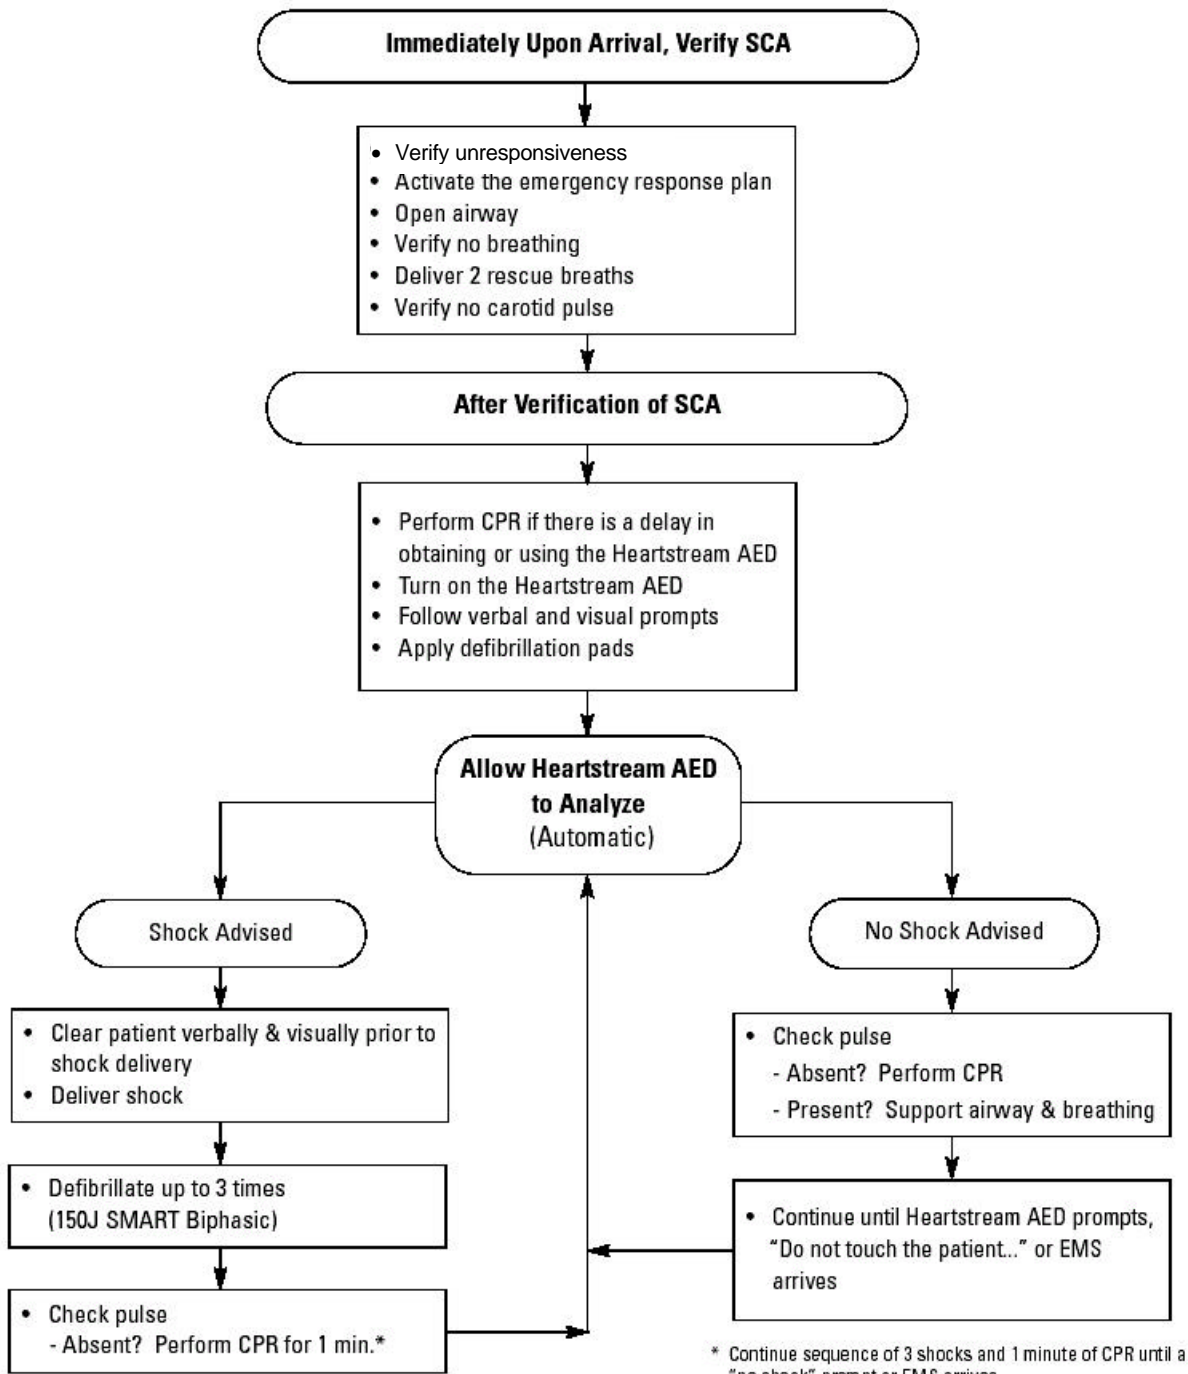 Immediately Upon Arrival, Verify SCA
• Verify unresponsiveness
• Activate the emergency response plan
• Open airway
• Verify no breathing
• Deliver 2 rescue breaths
• Verify no carotid pulse
After Verification of SCA
• Perform CPR if there is a delay in
obtaining or using the Heartstream AED
• Turn on the Heartstream AED
• Follow verbal and visual prompts
• Apply defibrillation pads
Allow Heartstream AED
to Analyze
(Automatic)
Shock Advised
• Clear patient verbally & visually prior to
shock delivery
• Deliver shock
• Defibrillate up to 3 times
(150J SMART Biphasic)
• Check pulse
- Absent? Perform CPR for 1 min.*
No Shock Advised
• Check pulse
- Absent? Perform CPR
- Present? Support airway & breathing
• Continue until Heartstream AED prompts,
“Do not touch the patient...” or EMS
arrives
* Continue sequence of 3 shocks and 1 minute of CPR until a
“no shock” prompt or EMS arrives